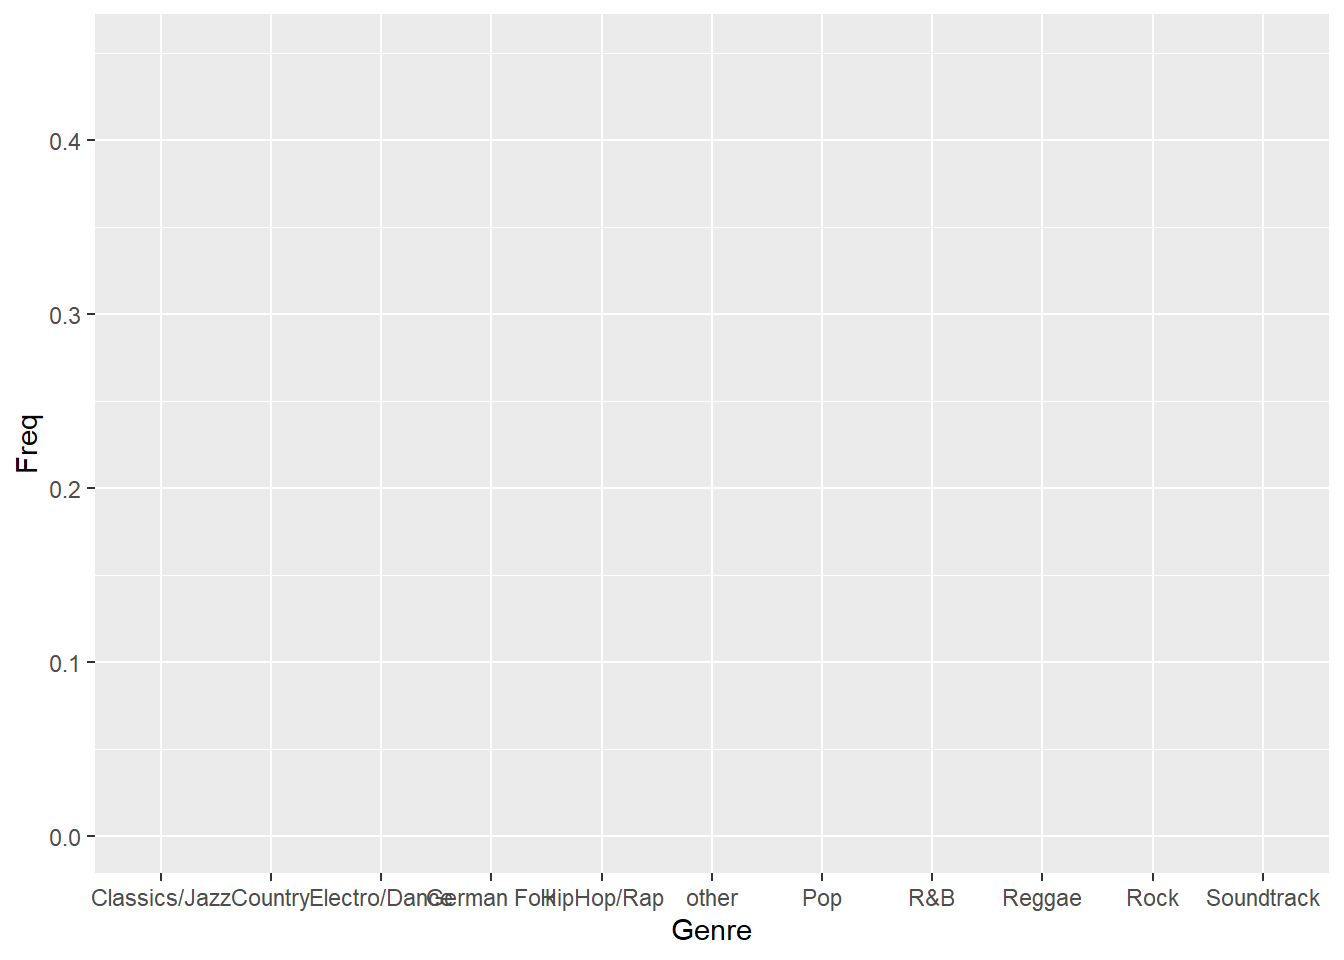 0.4
0.3
Freq
0.2
0.1
0.0
Classics/Jazz Country Electro/Dance German Folk HipHop/Rap other Pop R&B Reggae Rock Soundtrack
Genre